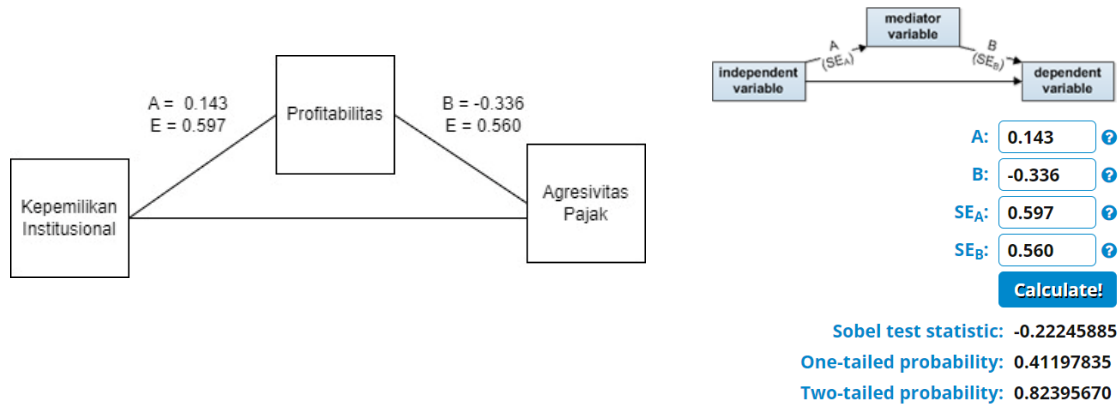 A = 0.143
E = 0.597
Profitabilitas
B = -0.336
E = 0.560
Kepemilikan
Institusional
Agresivitas
Pajak
mediator
variable
A
(SEA)
B
(SEB)
independent
variable
dependent
variable
A: 0.143 ?
B: -0.336 ?
SEA: 0.597 ?
SEB: 0.560 ?
Calculate!
Sobel test statistic: -0.22245885
One-tailed probability: 0.41197835
Two-tailed probability: 0.82395670